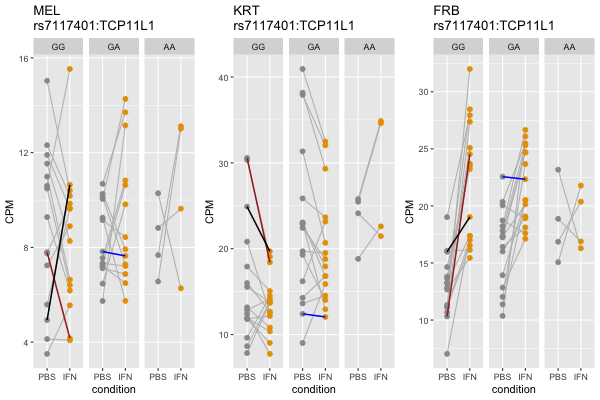 MEL
rs7117401:TCP11L1
GG GA AA
16
12
8
4
CPM
PBS IFN PBS IFN PBS IFN
condition
KRT
rs7117401:TCP11L1
GG GA AA
40
30
20
10
CPM
PBS IFN PBS IFN PBS IFN
condition
FRB
rs7117401:TCP11L1
GG GA AA
30
25
20
15
10
CPM
PBS IFN PBS IFN PBS IFN
condition